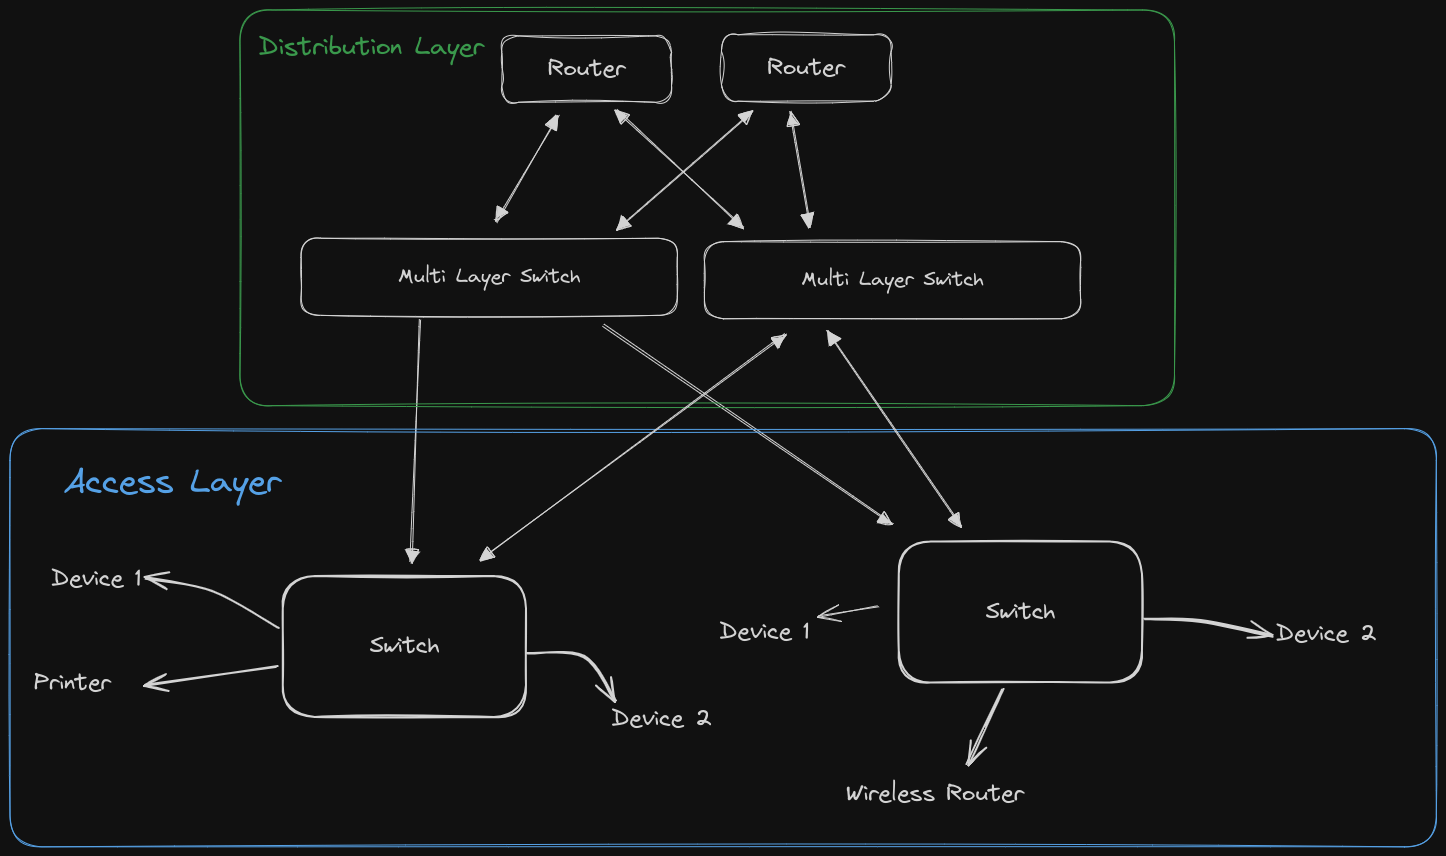 Distribution Layer
Router
Router
Multi Layer Switch
Multi Layer Switch
Access Layer
Device 1
Printer
Switch
Device 2
Device 1
Switch
Device 2
Wireless Router